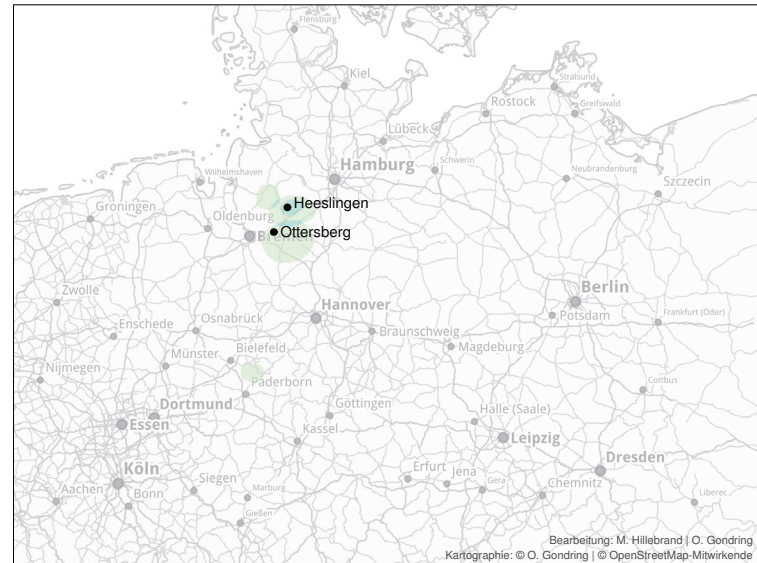 Flensburg
Kiel
Stralsund
Rostock
Greifswald
Lübeck
Hamburg
Schwerin
Wilhelmshaven
Neubrandenburg
Szczecin
Heeslingen
Groningen
Oldenburg
Bremen
Ottersberg
Zwolle
Berlin
Hannover
Potsdam
Frankfurt (Oder)
Enschede
Osnabrück
Braunschweig
Münster
Bielefeld
Magdeburg
Nijmegen
Paderborn
Cottbus
Dortmund
Göttingen
Halle (Saale)
Essen
Kassel
Leipzig
Dresden
Köln
Erfurt
Jena
Siegen
Marburg
Gera
Chemnitz
Aachen
Bonn
Liberec
Gießen
Bearbeitung: M. Hillebrand | O. Gondring
Kartographie: © O. Gondring | © OpenStreetMap-Mitwirkende